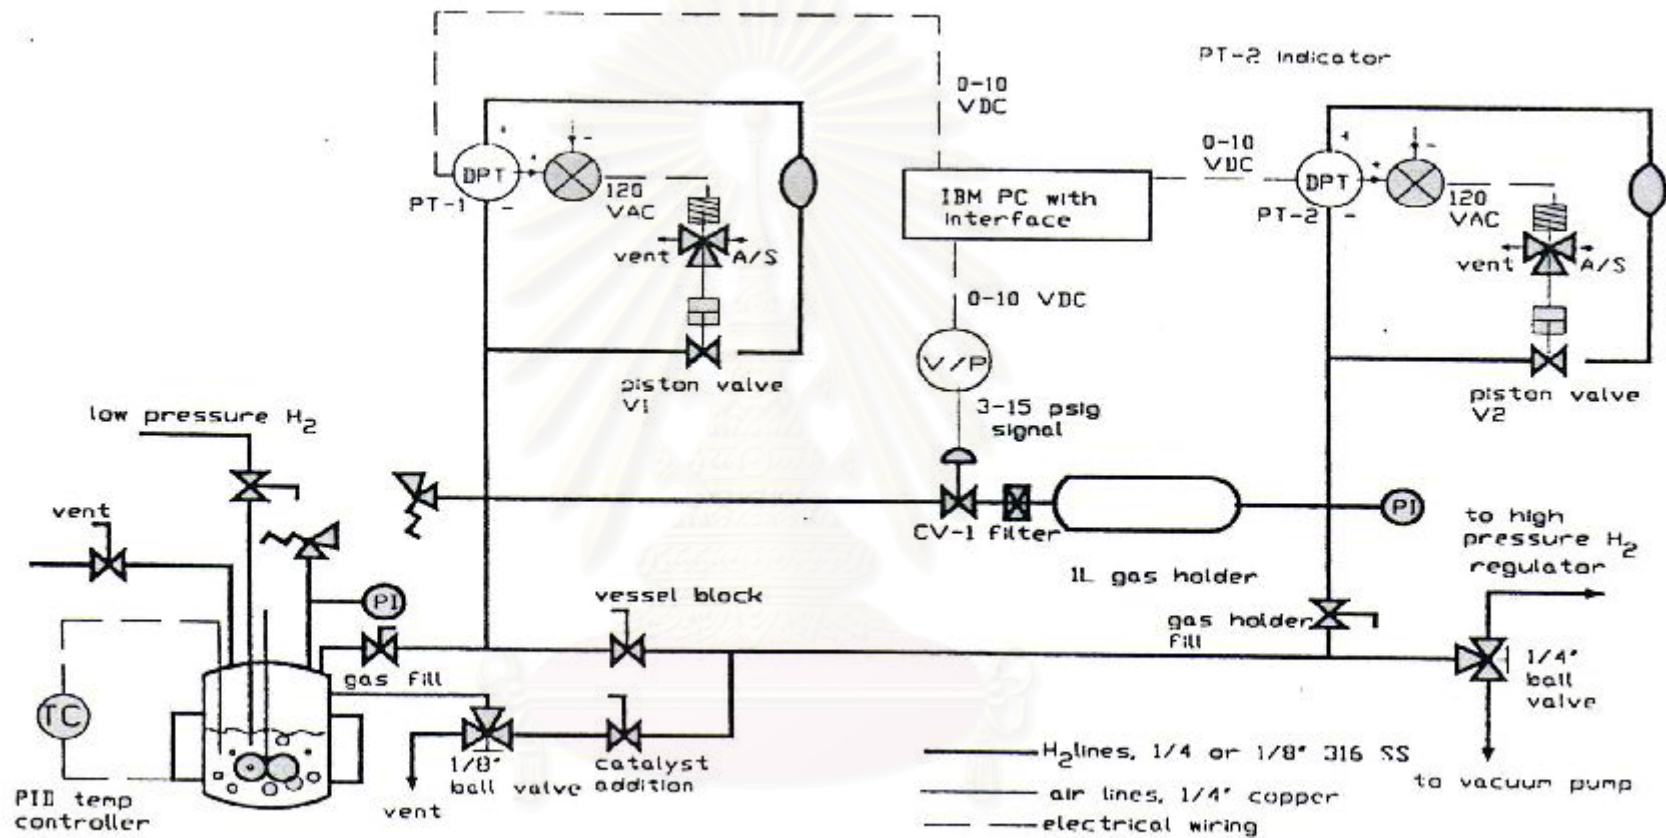 PT-2 Indicator
0-10
VDC
+
+
-
DPT
+
-
120
VAC
PT-1
-
vent
A/S
IBM PC with
Interface
0-10
VDC
DPT
+
-
120
VAC
PT-2
-
vent
A/S
0-10 VDC
V/P
piston valve
V1
piston valve
V2
3-15 psig
signal
low pressure H2
vent
CV-1 filter
PI
to high
pressure H2
regulator
1L gas holder
PI
vessel block
gas holder
fill
gas fill
1/4"
ball
valve
TC
1/8"
ball valve
catalyst
addition
vent
PID temp
controller
H2 lines, 1/4 or 1/8" 316 SS
air lines, 1/4" copper
electrical wiring
to vacuum pump